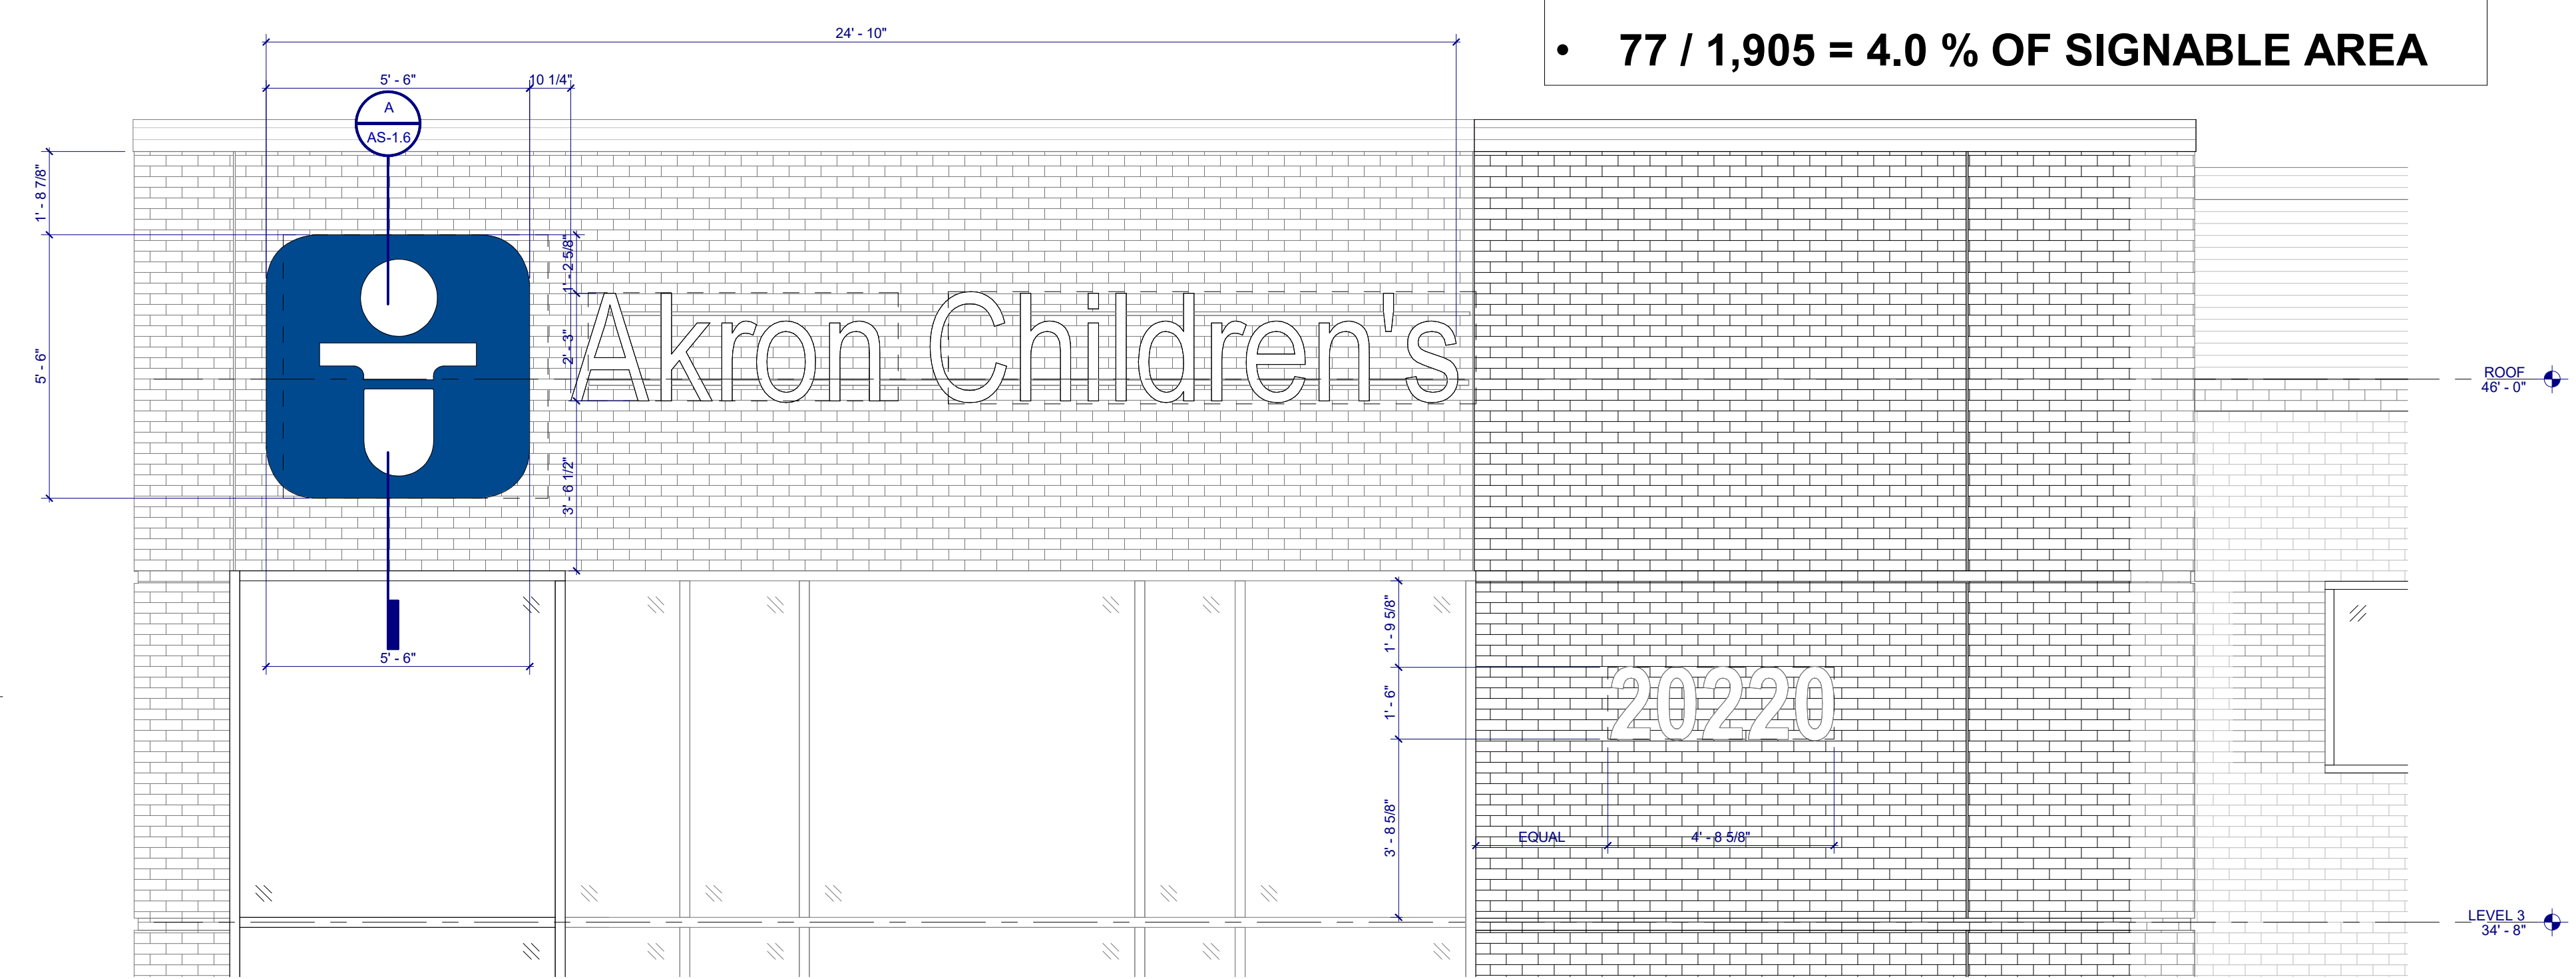 24' - 10"
• 77 / 1,905 = 4.0 % OF SIGNABLE AREA
5' - 6"
10 1/4"
A
AS-1.6
1' - 8 7/8"
5' - 6"
1' - 2 5/8"
2' - 3"
3' - 6 1/2"
Akron Children's
ROOF
46' - 0"
5' - 6"
1' - 9 5/8"
1' - 6"
3' - 8 5/8"
20220
EQUAL
4' - 8 5/8"
LEVEL 3
34' - 8"